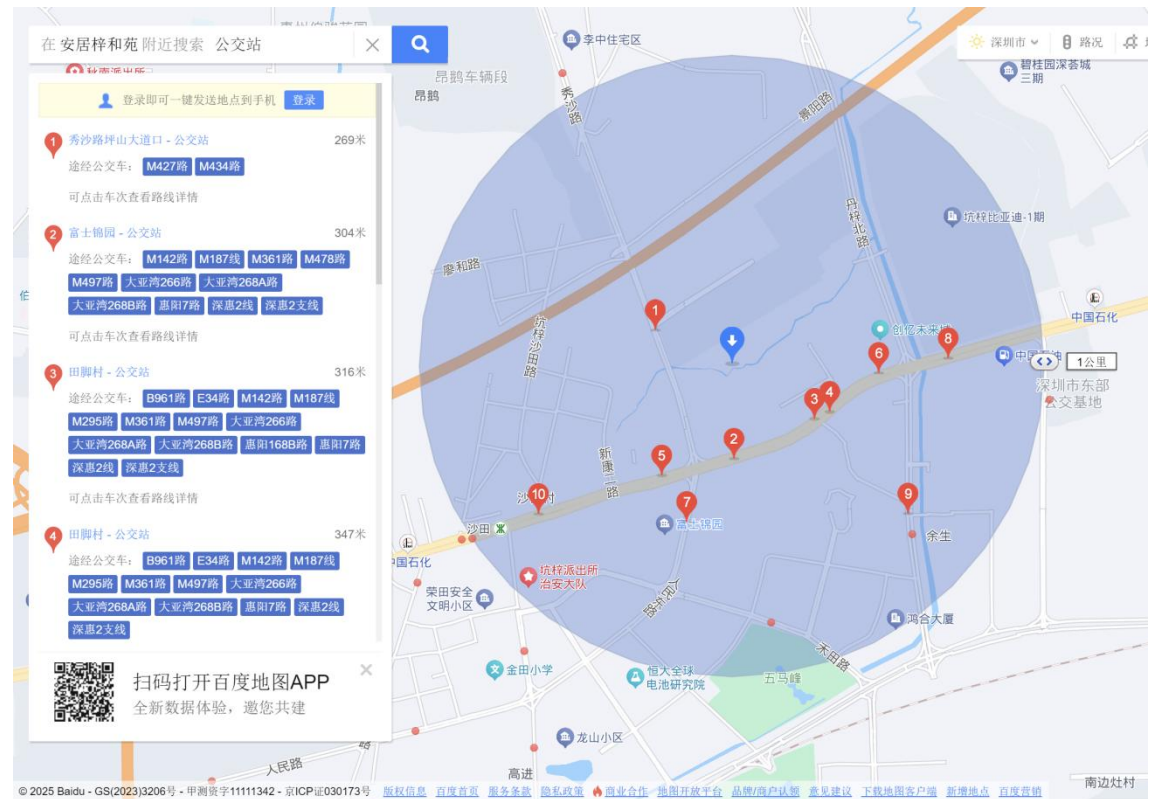 在 安居梓和苑 附近搜索 公交站
深圳市
路况
登录即可一键发送地点到手机 登录
1
秀沙路坪山大道口 - 公交站 269米
途经公交车: M427路 M434路
可点击车次查看路线详情
2
富士锦园 - 公交站 304米
途经公交车: M142路 M187线 M361路 M478路
M497路 大亚湾266路 大亚湾268A路
大亚湾268B路 惠阳7路 深惠2线 深惠2支线
可点击车次查看路线详情
3
田脚村 - 公交站 316米
途经公交车: B961路 E34路 M142路 M187线
M295路 M361路 M497路 大亚湾266路
大亚湾268A路 大亚湾268B路 惠阳168B路 惠阳7路
深惠2线 深惠2支线
可点击车次查看路线详情
4
田脚村 - 公交站 347米
途经公交车: B961路 E34路 M142路 M187线
M295路 M361路 M497路 大亚湾266路
大亚湾268A路 大亚湾268B路 惠阳7路 深惠2线
深惠2支线
扫码打开百度地图APP
全新数据体验,邀您共建
李中住宅区
碧桂园深荟城
三期
昂鹅车辆段
昂鹅
秀沙路
景阳路
丹梓北路
坑梓比亚迪-1期
廖和路
中国石化
1
坑梓沙田路
创亿未来城
8
6
1公里
深圳市东部
公交基地
4
3
2
新康二路
5
10
7
9
沙田
富士锦园
余生
中国石化
坑梓派出所
治安大队
荣田安全
文明小区
人民东路
鸿合大厦
禾田路
金田小学
恒大全球
电池研究院
五马峰
龙山小区
高进
人民路
南边灶村
© 2025 Baidu - GS(2023)3206号 - 甲测资字11111342 - 京ICP证030173号 版权信息 百度首页 服务条款 隐私政策 商业合作 地图开放平台 品牌/商户认领 意见建议 下载地图客户端 新增地点 百度营销